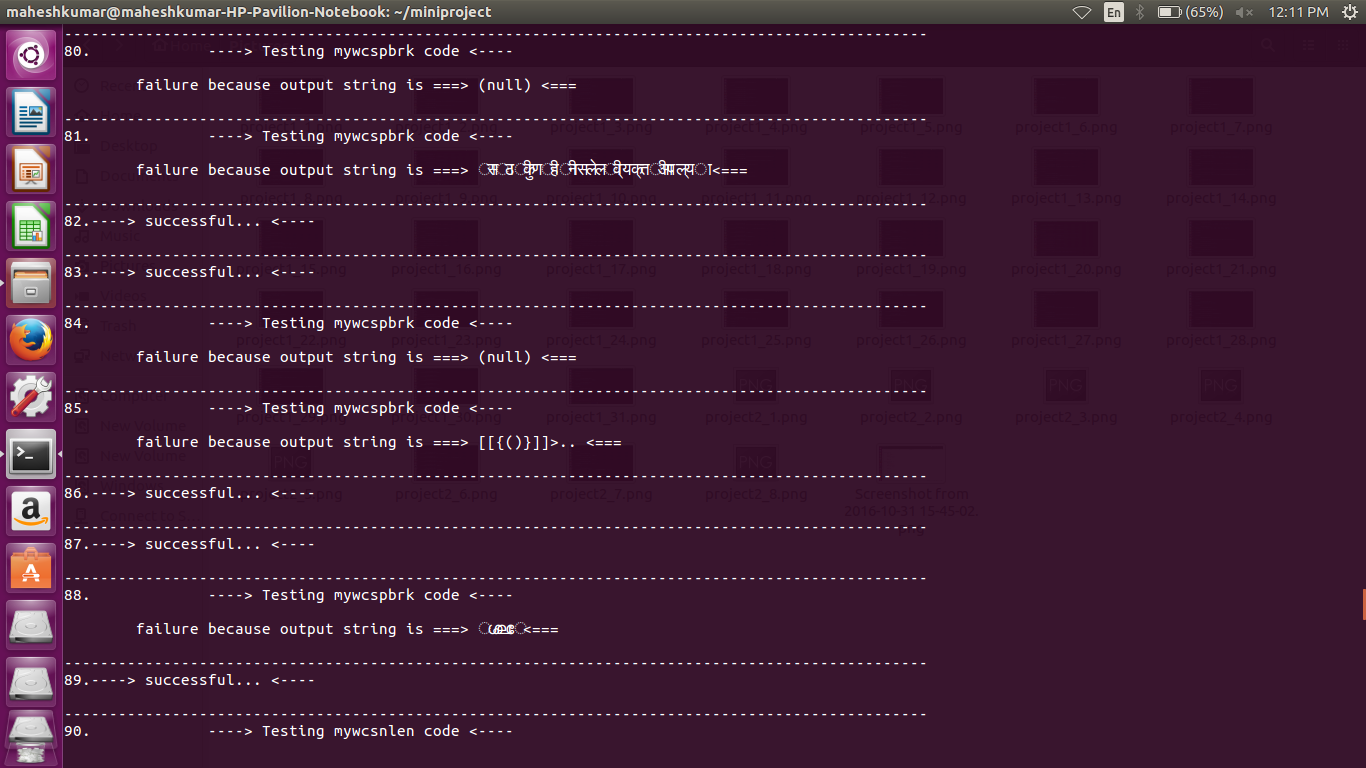 maheshkumar@maheshkumar-HP-Pavilion-Notebook: ~/miniproject
En
(65%)
12:11 PM
------------------------------------------------------------------------------------------------
80. ----> Testing mywcspbrk code <----
failure because output string is ===> (null) <===
------------------------------------------------------------------------------------------------
81. ----> Testing mywcspbrk code <----
failure because output string is ===> <===
------------------------------------------------------------------------------------------------
82.----> successful... <----
------------------------------------------------------------------------------------------------
83.----> successful... <----
------------------------------------------------------------------------------------------------
84. ----> Testing mywcspbrk code <----
failure because output string is ===> (null) <===
------------------------------------------------------------------------------------------------
85. ----> Testing mywcspbrk code <----
failure because output string is ===> [[{()}]]>.. <===
------------------------------------------------------------------------------------------------
86.----> successful... <----
------------------------------------------------------------------------------------------------
87.----> successful... <----
------------------------------------------------------------------------------------------------
88. ----> Testing mywcspbrk code <----
failure because output string is ===> <===
------------------------------------------------------------------------------------------------
89.----> successful... <----
------------------------------------------------------------------------------------------------
90. ----> Testing mywcsnlen code <----